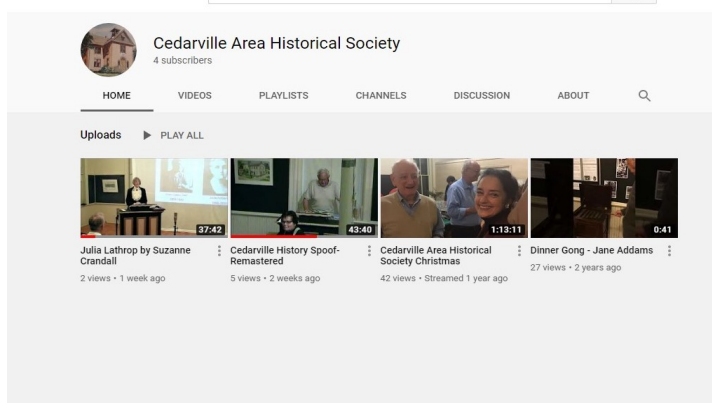 Cedarville Area Historical Society
4 subscribers
HOME VIDEOS PLAYLISTS CHANNELS DISCUSSION ABOUT
Uploads PLAY ALL
37:42 43:40 1:13:11 0:41
Julia Lathrop by Suzanne Crandall
2 views • 1 week ago
Cedarville History Spoof-
Remastered
5 views • 2 weeks ago
Cedarville Area Historical
Society Christmas
42 views • Streamed 1 year ago
Dinner Gong - Jane Addams
27 views • 2 years ago